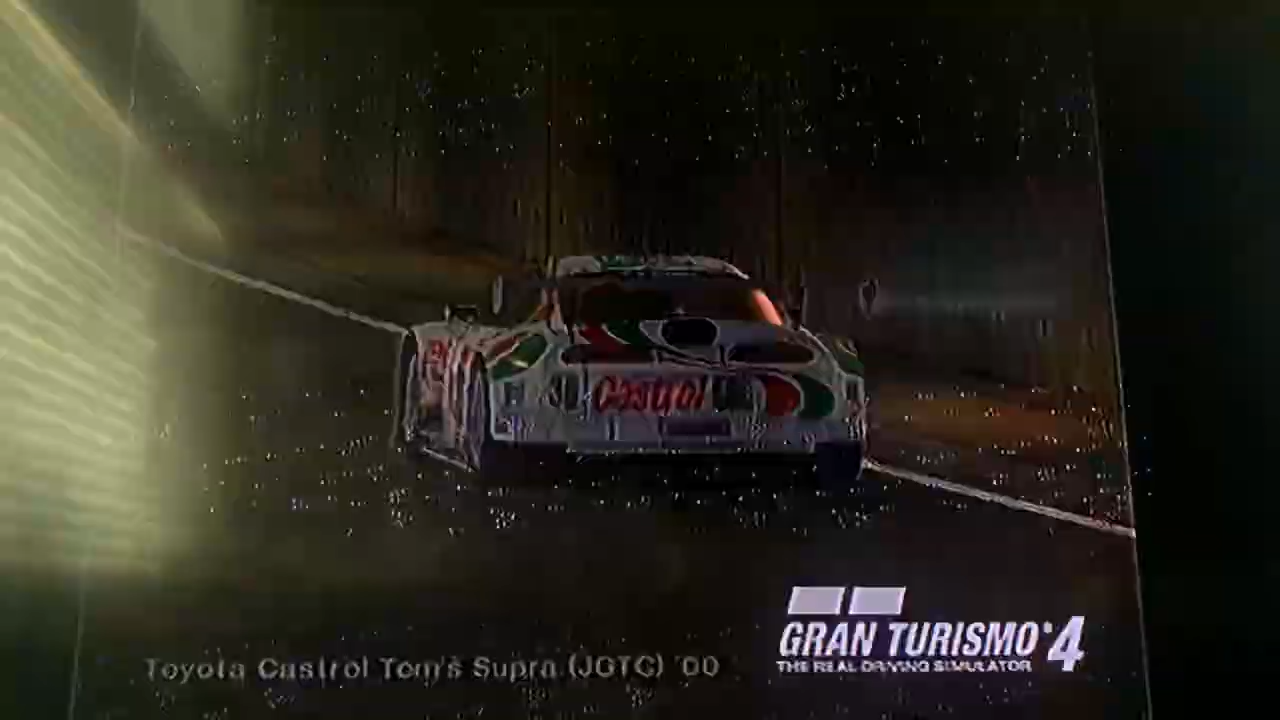 Castrol
GRAN TURISMO 4
THE REAL DRIVING SIMULATOR
Toyota Castrol Tom's Supra (JGTC) '00